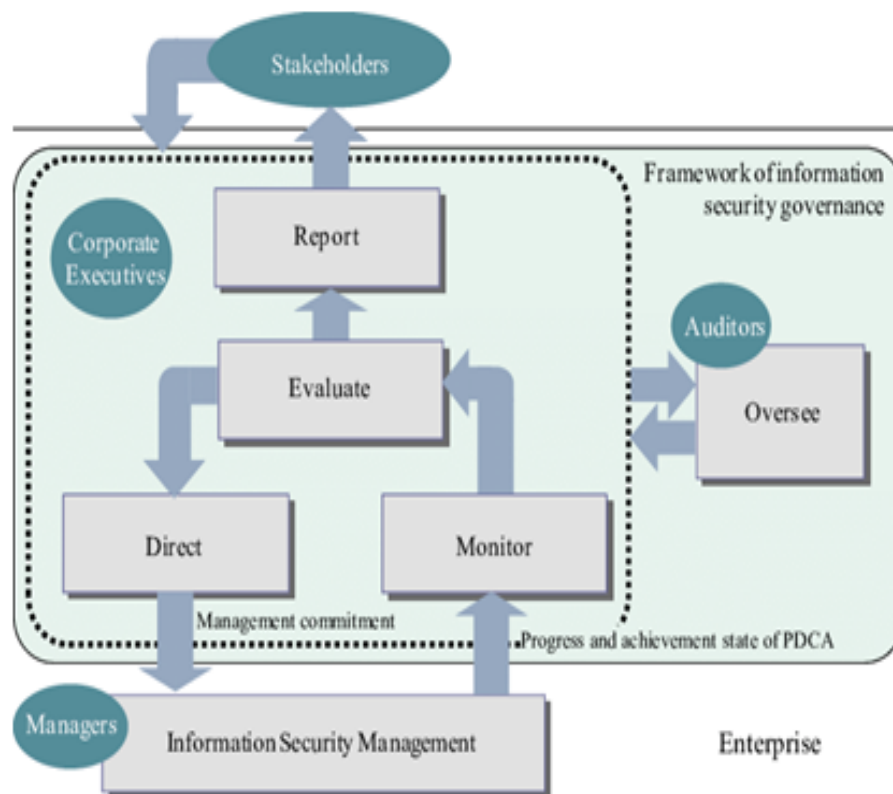 Stakeholders
Framework of information
security governance
Report
Corporate
Executives
Auditors
Evaluate
Oversee
Direct
Monitor
Management commitment
Progress and achievement state of PDCA
Managers
Information Security Management
Enterprise